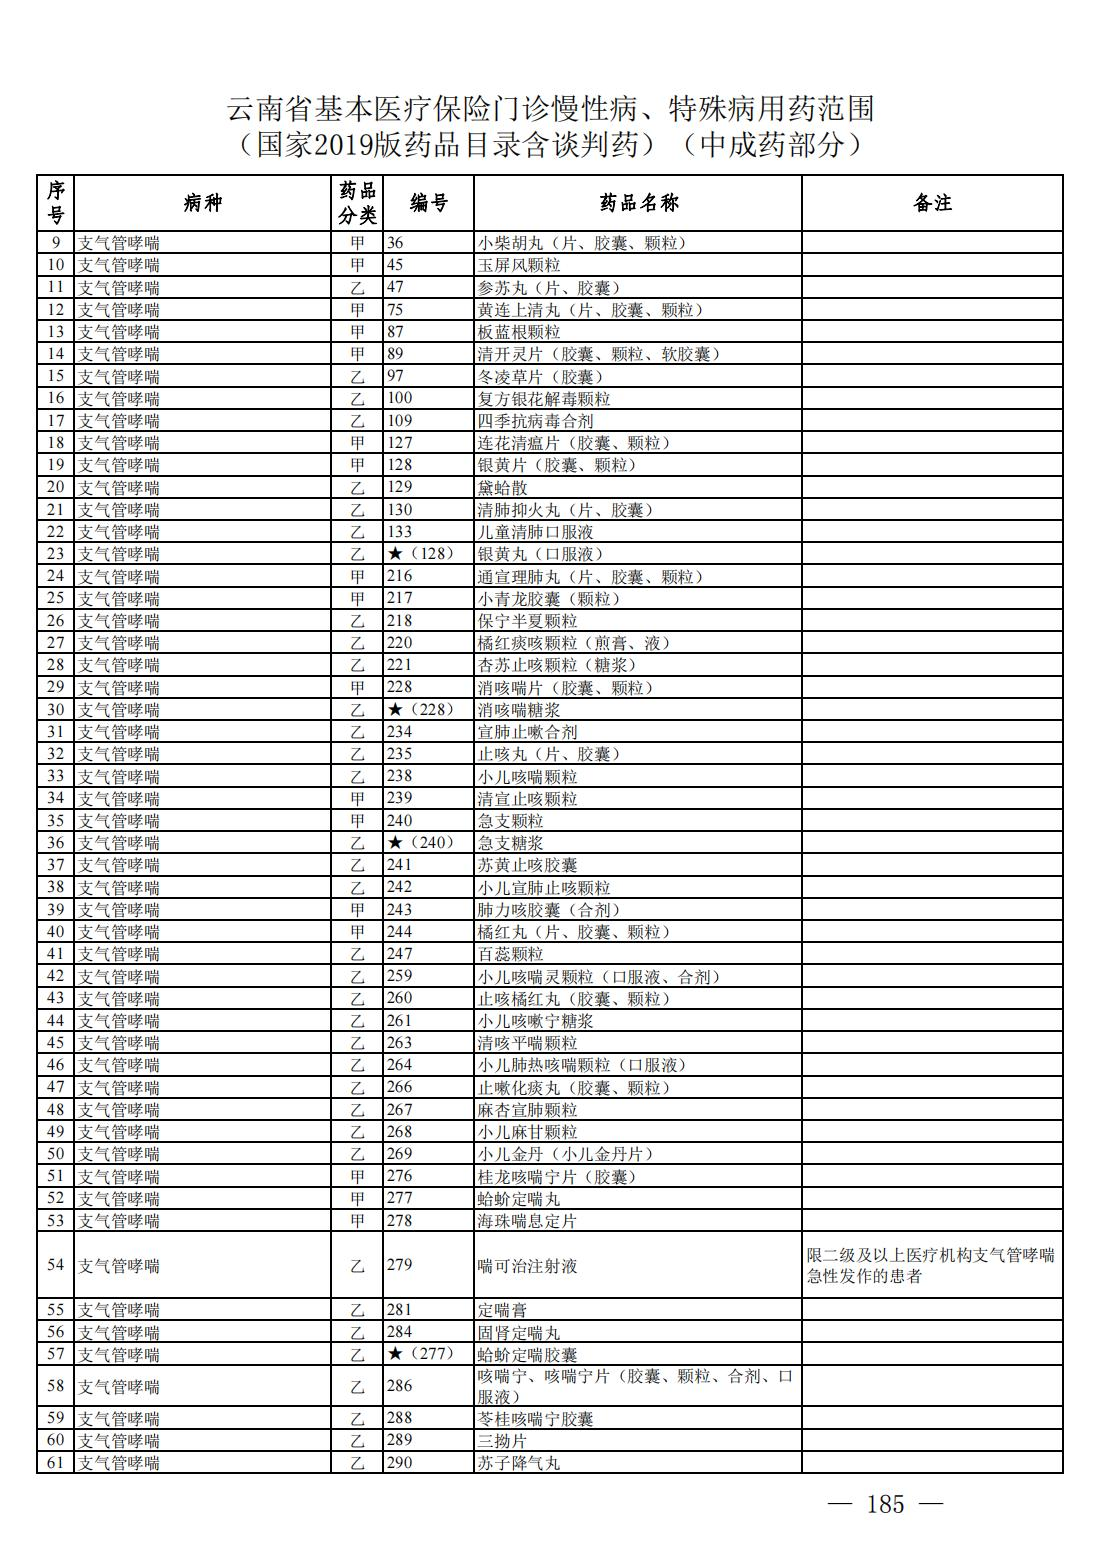 云南省基本医疗保险门诊慢性病、特殊病用药范围
（国家2019版药品目录含谈判药）（中成药部分）
序号 病种 药品分类 编号 药品名称 备注
9 支气管哮喘 甲 36 小柴胡丸（片、胶囊、颗粒）
10 支气管哮喘 甲 45 玉屏风颗粒
11 支气管哮喘 乙 47 参苏丸（片、胶囊）
12 支气管哮喘 甲 75 黄连上清丸（片、胶囊、颗粒）
13 支气管哮喘 甲 87 板蓝根颗粒
14 支气管哮喘 甲 89 清开灵片（胶囊、颗粒、软胶囊）
15 支气管哮喘 乙 97 冬凌草片（胶囊）
16 支气管哮喘 乙 100 复方银花解毒颗粒
17 支气管哮喘 乙 109 四季抗病毒合剂
18 支气管哮喘 甲 127 连花清瘟片（胶囊、颗粒）
19 支气管哮喘 甲 128 银黄片（胶囊、颗粒）
20 支气管哮喘 乙 129 黛蛤散
21 支气管哮喘 乙 130 清肺抑火丸（片、胶囊）
22 支气管哮喘 乙 133 儿童清肺口服液
23 支气管哮喘 乙 ★（128） 银黄丸（口服液）
24 支气管哮喘 甲 216 通宣理肺丸（片、胶囊、颗粒）
25 支气管哮喘 甲 217 小青龙胶囊（颗粒）
26 支气管哮喘 乙 218 保宁半夏颗粒
27 支气管哮喘 乙 220 橘红痰咳颗粒（煎膏、液）
28 支气管哮喘 乙 221 杏苏止咳颗粒（糖浆）
29 支气管哮喘 甲 228 消咳喘片（胶囊、颗粒）
30 支气管哮喘 乙 ★（228） 消咳喘糖浆
31 支气管哮喘 乙 234 宣肺止嗽合剂
32 支气管哮喘 乙 235 止咳丸（片、胶囊）
33 支气管哮喘 乙 238 小儿咳喘颗粒
34 支气管哮喘 甲 239 清宣止咳颗粒
35 支气管哮喘 甲 240 急支颗粒
36 支气管哮喘 乙 ★（240） 急支糖浆
37 支气管哮喘 乙 241 苏黄止咳胶囊
38 支气管哮喘 乙 242 小儿宣肺止咳颗粒
39 支气管哮喘 甲 243 肺力咳胶囊（合剂）
40 支气管哮喘 甲 244 橘红丸（片、胶囊、颗粒）
41 支气管哮喘 乙 247 百蕊颗粒
42 支气管哮喘 乙 259 小儿咳喘灵颗粒（口服液、合剂）
43 支气管哮喘 乙 260 止咳橘红丸（胶囊、颗粒）
44 支气管哮喘 乙 261 小儿咳嗽宁糖浆
45 支气管哮喘 乙 263 清咳平喘颗粒
46 支气管哮喘 乙 264 小儿肺热咳喘颗粒（口服液）
47 支气管哮喘 乙 266 止嗽化痰丸（胶囊、颗粒）
48 支气管哮喘 乙 267 麻杏宣肺颗粒
49 支气管哮喘 乙 268 小儿麻甘颗粒
50 支气管哮喘 乙 269 小儿金丹（小儿金丹片）
51 支气管哮喘 甲 276 桂龙咳喘宁片（胶囊）
52 支气管哮喘 甲 277 蛤蚧定喘丸
53 支气管哮喘 甲 278 海珠喘息定片
54 支气管哮喘 乙 279 喘可治注射液 限二级及以上医疗机构支气管哮喘
急性发作的患者
55 支气管哮喘 乙 281 定喘膏
56 支气管哮喘 乙 284 固肾定喘丸
57 支气管哮喘 乙 ★（277） 蛤蚧定喘胶囊
58 支气管哮喘 乙 286 咳喘宁、咳喘宁片（胶囊、颗粒、合剂、口
服液）
59 支气管哮喘 乙 288 苓桂咳喘宁胶囊
60 支气管哮喘 乙 289 三拗片
61 支气管哮喘 乙 290 苏子降气丸
— 185 —